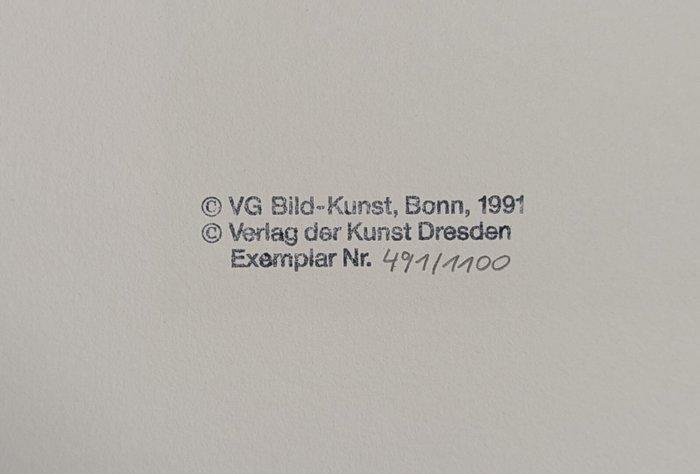 © VG Bild-Kunst, Bonn, 1991
© Verlag der Kunst Dresden
Exemplar Nr. 491/1100